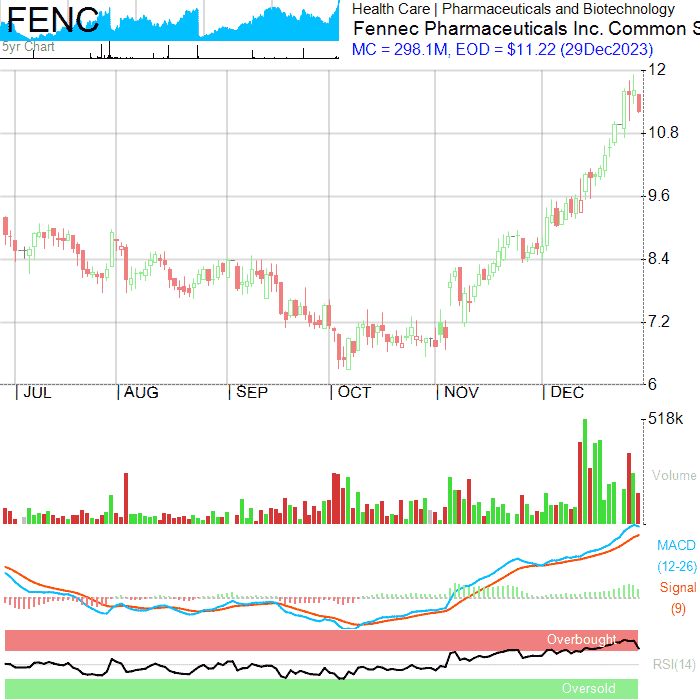 FENC
5yr Chart
Health Care | Pharmaceuticals and Biotechnology
Fennec Pharmaceuticals Inc. Common S
MC = 298.1M, EOD = $11.22 (29Dec2023)
12
10.8
9.6
8.4
7.2
6
| JUL | AUG | SEP | OCT | NOV | DEC
518k
Volume
MACD
(12-26)
Signal
(9)
Overbought
RSI(14)
Oversold